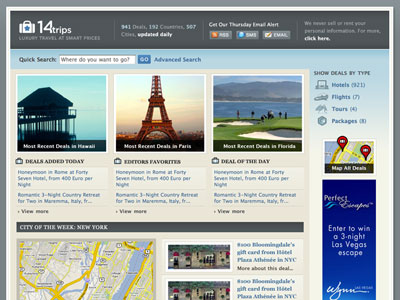 14trips
LUXURY TRAVEL AT SMART PRICES
941 Deals, 192 Countries, 507
Cities, updated daily
Get Our Thursday Email Alert
RSS SMS EMAIL
We never sell or rent your
personal information. For more,
click here.
Quick Search: Where do you want to go? GO Advanced Search
SHOW DEALS BY TYPE
Hotels (921)
Flights (7)
Tours (4)
Packages (8)
Map All Deals
Most Recent Deals in Hawaii
Most Recent Deals in Paris
Most Recent Deals in Florida
DEALS ADDED TODAY
Honeymoon in Rome at Forty
Seven Hotel, from 400 Euro per
Night
Romantic 3-Night Country Retreat
for Two in Maremma, Italy, fr...
› View more
EDITORS FAVORITES
Honeymoon in Rome at Forty
Seven Hotel, from 400 Euro per
Night
Romantic 3-Night Country Retreat
for Two in Maremma, Italy, fr...
› View more
DEAL OF THE DAY
Honeymoon in Rome at Forty
Seven Hotel, from 400 Euro per
Night
Romantic 3-Night Country Retreat
for Two in Maremma, Italy, fr...
› View more
CITY OF THE WEEK: NEW YORK
$200 Bloomingdale's
gift card from Hôtel
Plaza Athénée in NYC
More about this deal...
$200 Bloomingdale's
gift card from Hôtel
Plaza Athénée in NYC
Perfect
Escapes
Enter to win
a 3-night
Las Vegas
escape
Wynn
LAS VEGAS